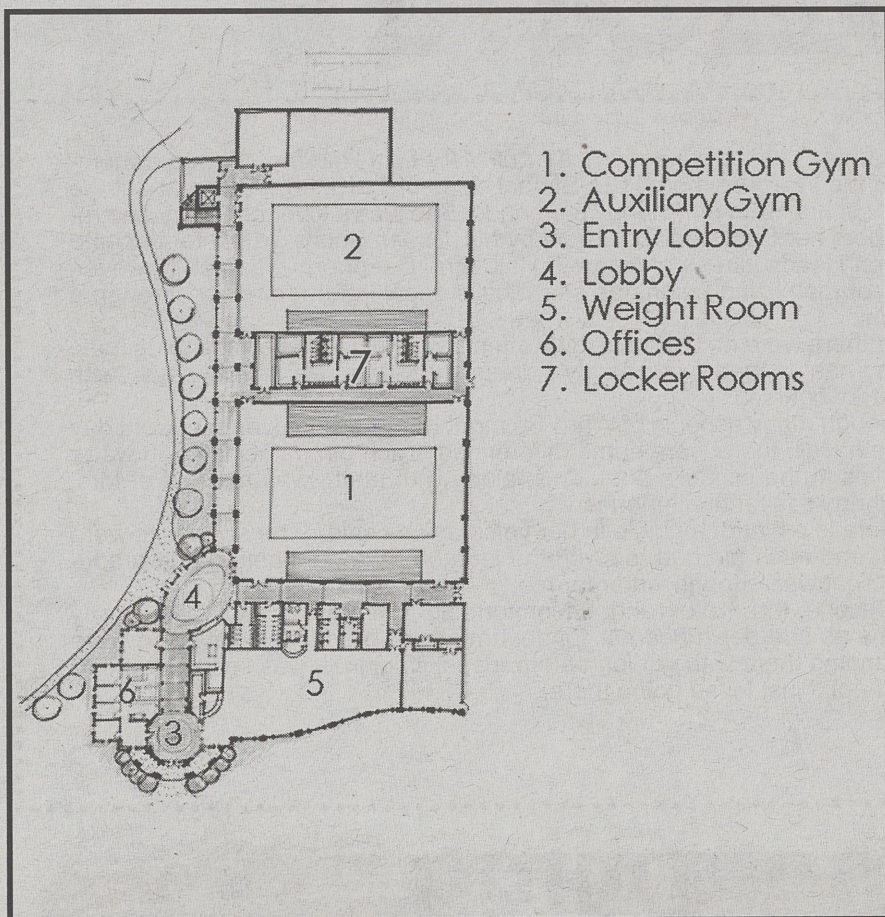 1. Competition Gym
2. Auxiliary Gym
3. Entry Lobby
4. Lobby
5. Weight Room
6. Offices
7. Locker Rooms
2
7
1
4
6
5
3